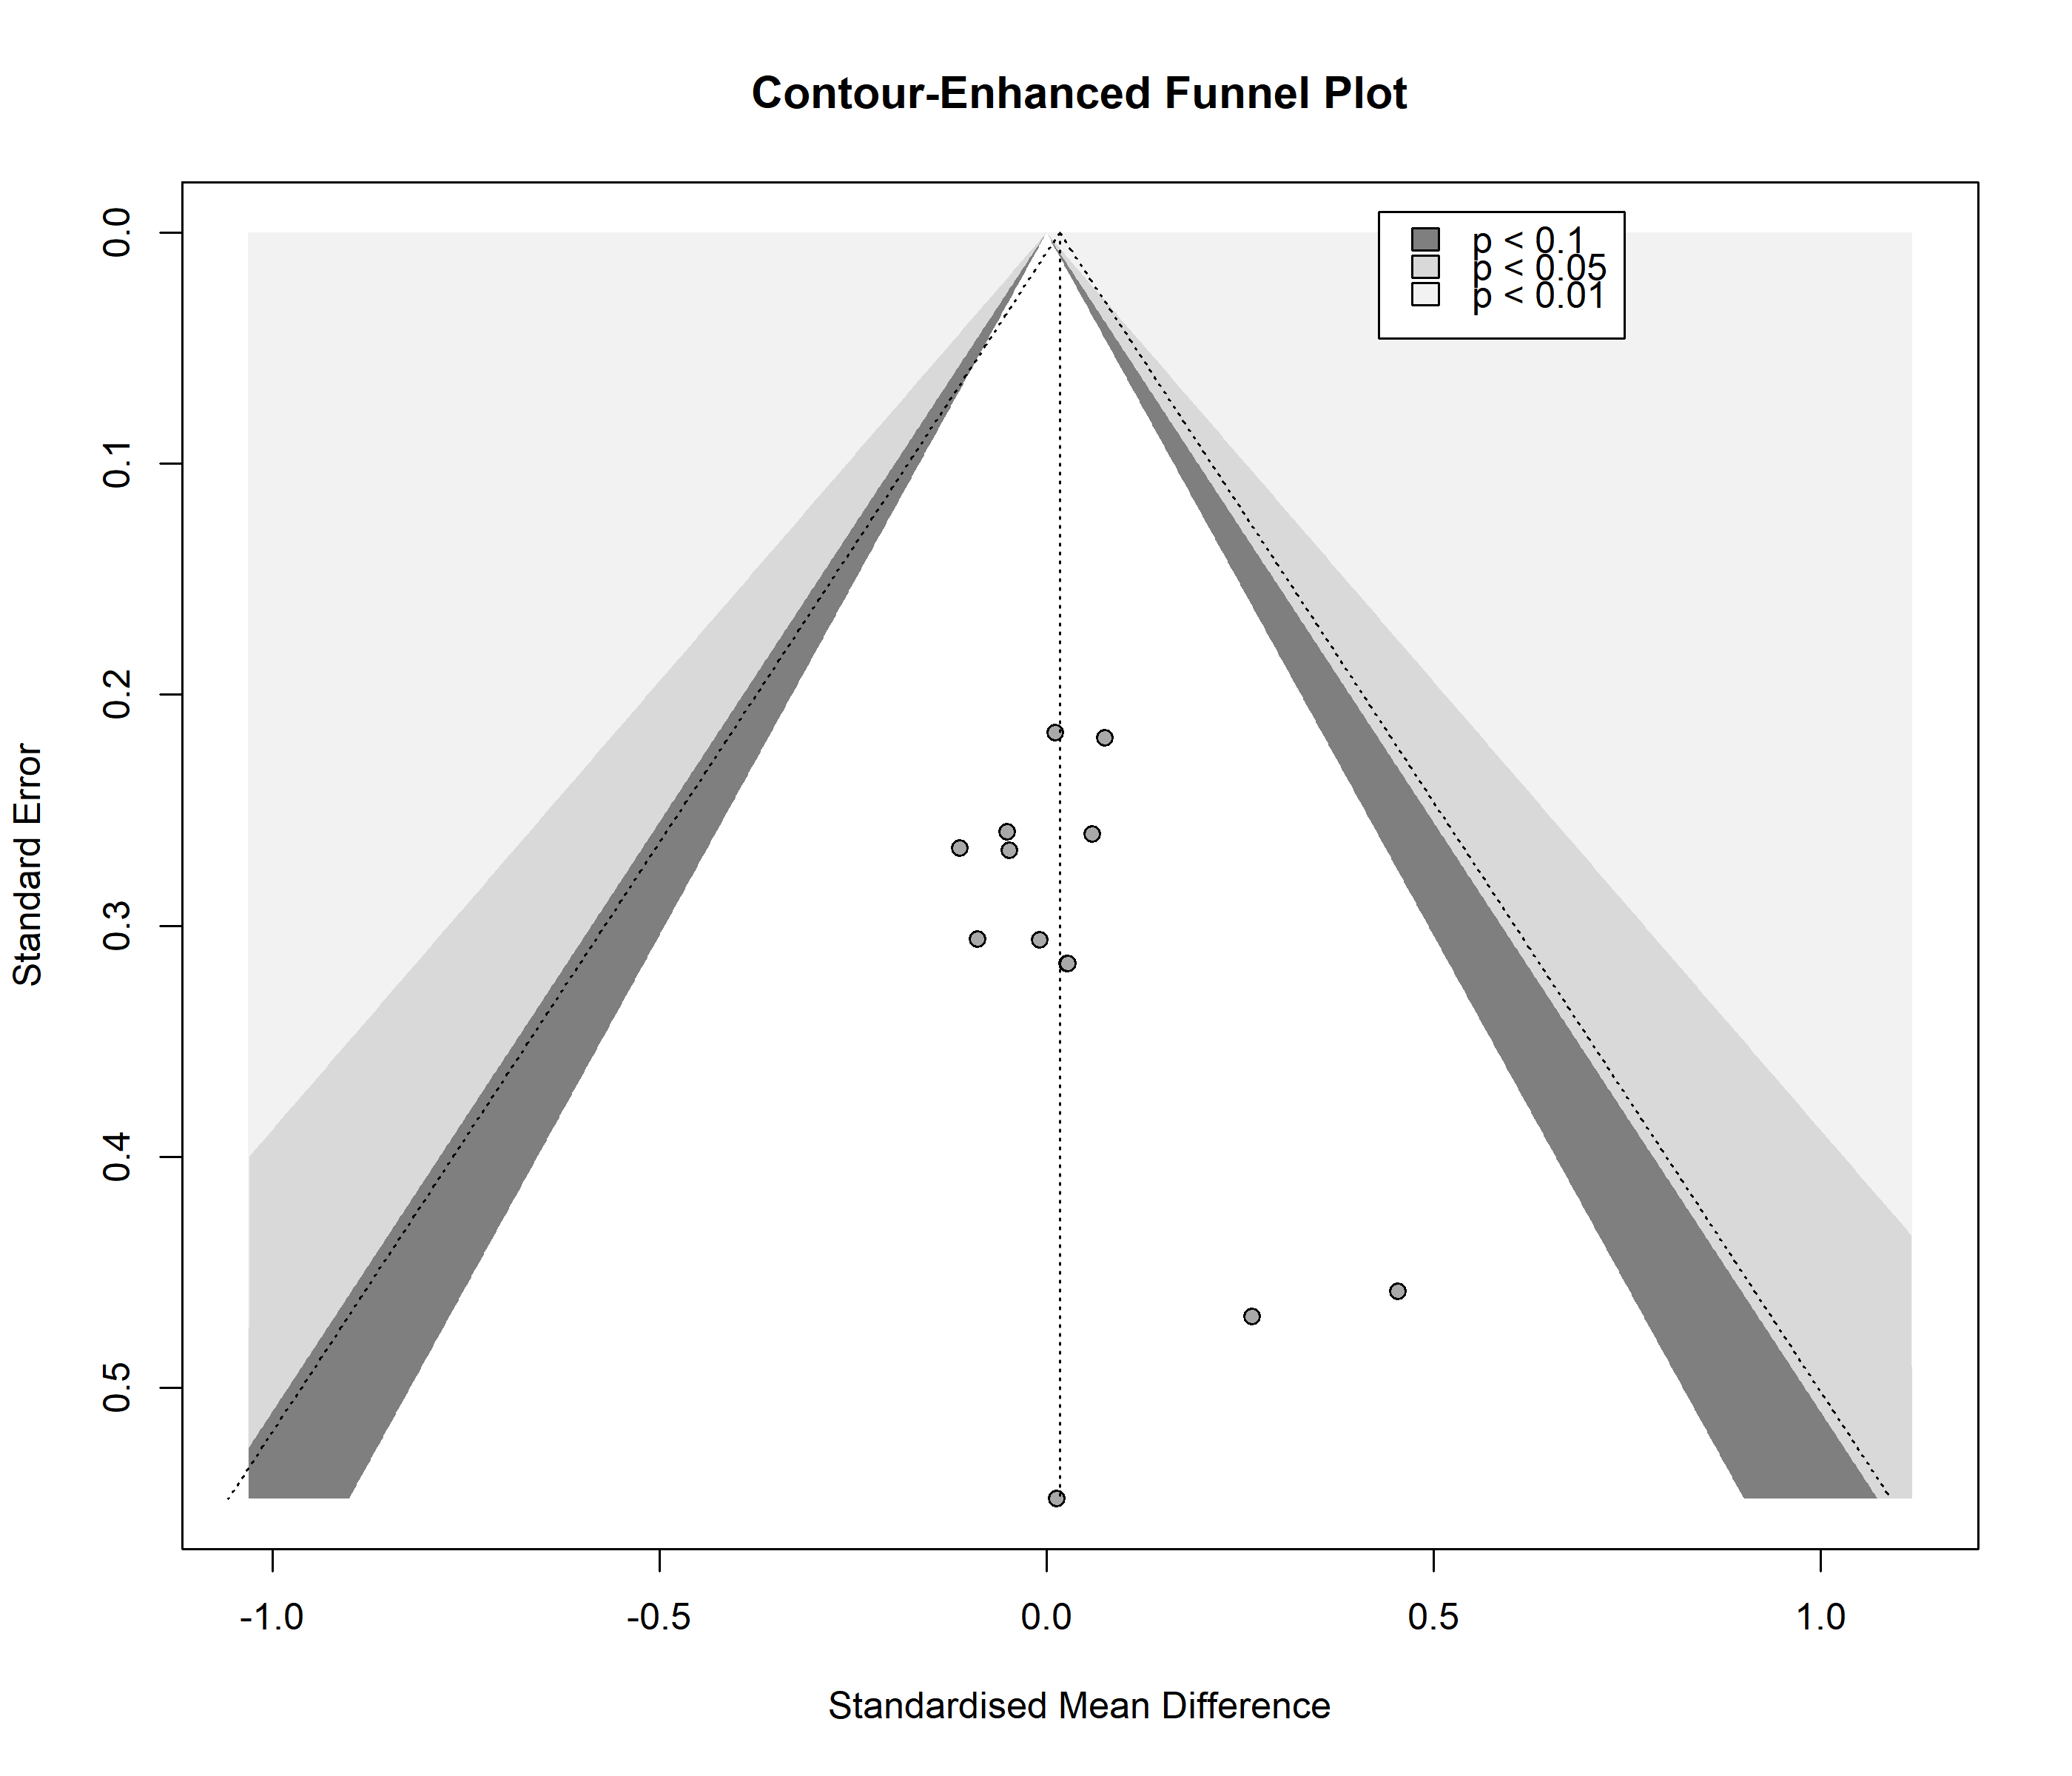 Contour-Enhanced Funnel Plot
p < 0.1
p < 0.05
p < 0.01
Standard Error
0.0
0.1
0.2
0.3
0.4
0.5
-1.0
-0.5
0.0
0.5
1.0
Standardised Mean Difference